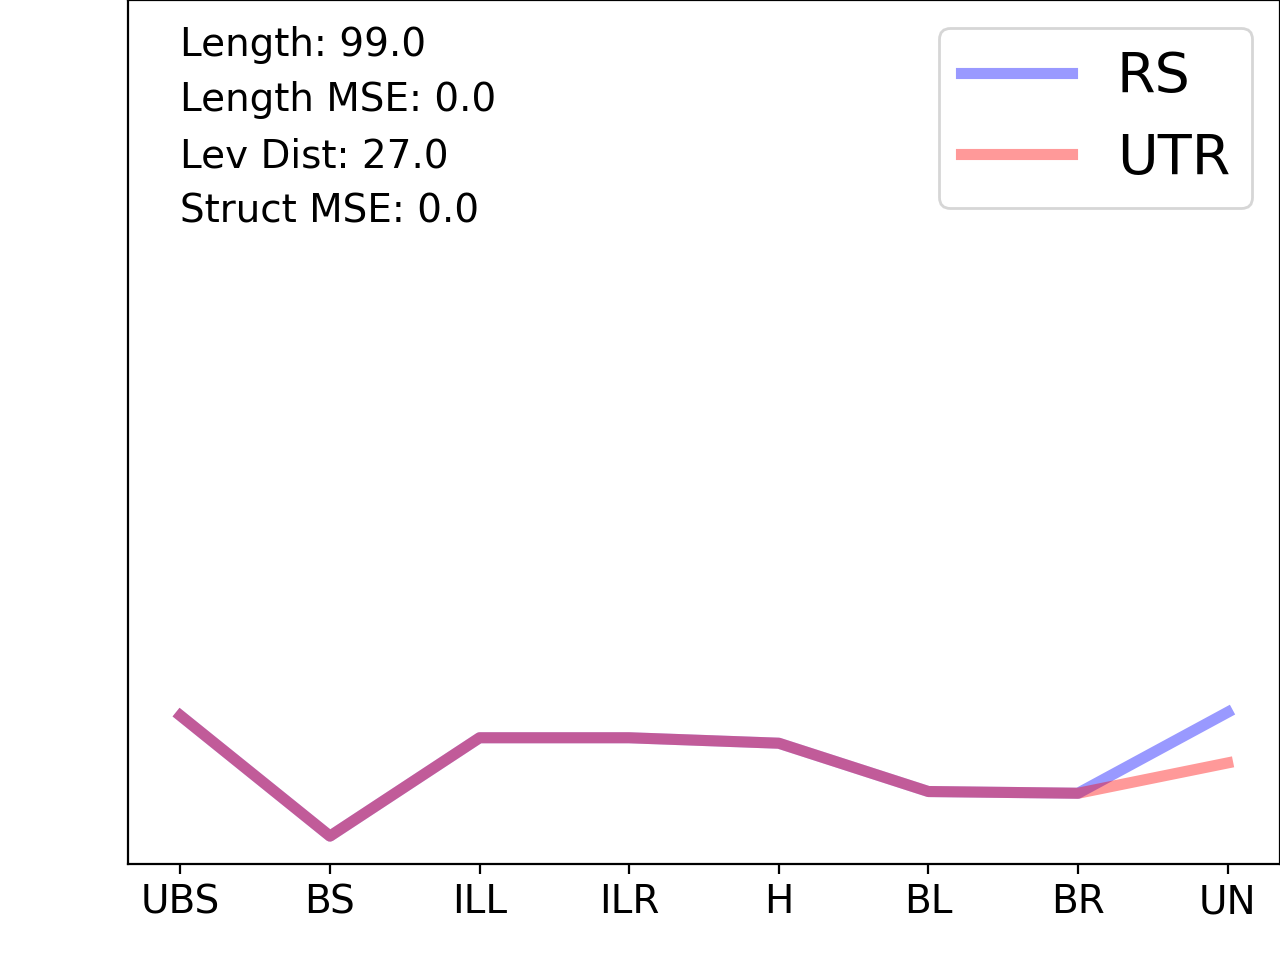 Length: 99.0
Length MSE: 0.0
Lev Dist: 27.0
Struct MSE: 0.0
RS
UTR
UBS BS ILL ILR H BL BR UN